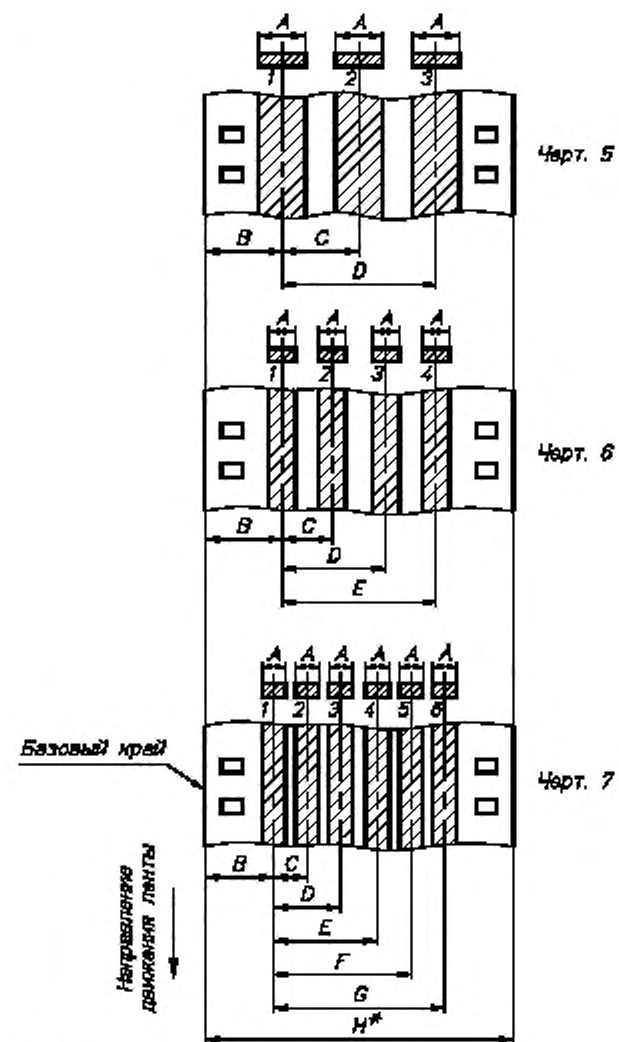 A A A
1 2 3
Черт. 5
B C
D
A A A A
1 2 3 4
Черт. 6
B C
D
E
A A A A A A
1 2 3 4 5 6
Базовый край
Черт. 7
B C
D
E
F
G
H*
Направление
движения ленты